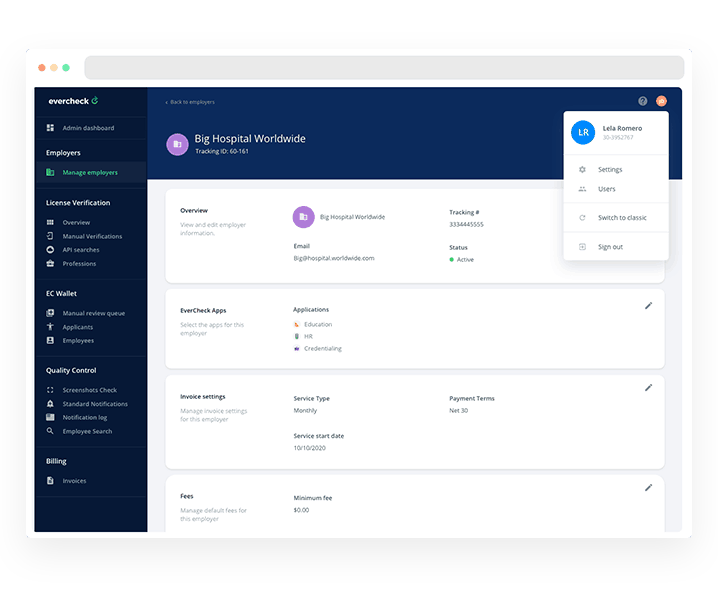 evercheck
Admin dashboard
Employers
Manage employers
License Verification
Overview
Manual Verifications
API searches
Professions
EC Wallet
Manual review queue
Applicants
Employees
Quality Control
Screenshots Check
Standard Notifications
Notification log
Employee Search
Billing
Invoices
‹ Back to employers
Big Hospital Worldwide
Tracking ID: 60-161
?
LR
Lela Romero
30-3952767
Settings
Users
Switch to classic
Sign out
Overview
View and edit employer
information.
Big Hospital Worldwide
Email
Big@hospital.worldwide.com
Tracking #
3334445555
Status
Active
EverCheck Apps
Select the apps for this
employer
Applications
Education
HR
Credentialing
Invoice settings
Manage invoice settings
for this employer
Service Type
Monthly
Payment Terms
Net 30
Service start date
10/10/2020
Fees
Manage default fees for
this employer
Minimum fee
$0.00